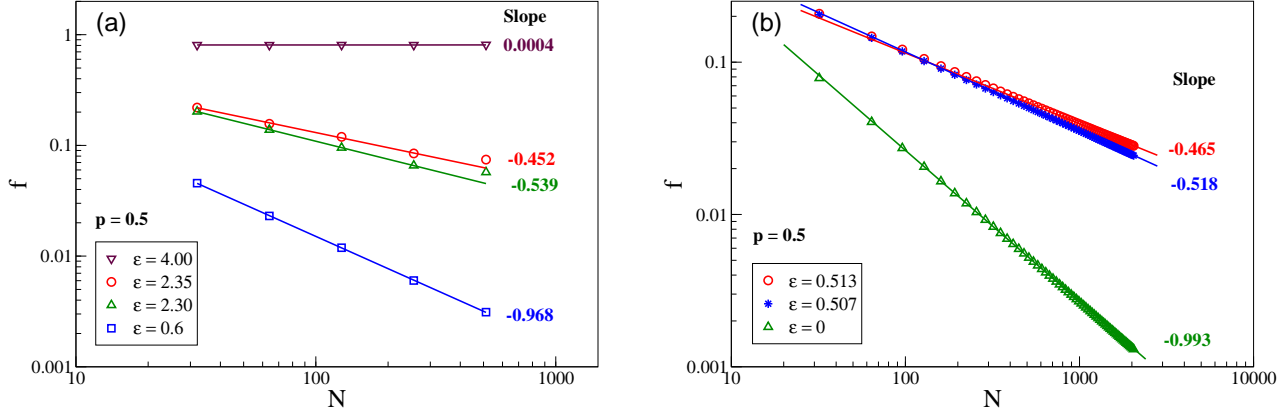 (a)
Slope
0.0004
-0.452
-0.539
-0.968
p = 0.5
ε = 4.00
ε = 2.35
ε = 2.30
ε = 0.6
1
0.1
0.01
0.001
f
10
100
1000
N
(b)
Slope
-0.465
-0.518
-0.993
p = 0.5
ε = 0.513
ε = 0.507
ε = 0
0.1
0.01
0.001
f
10
100
1000
10000
N